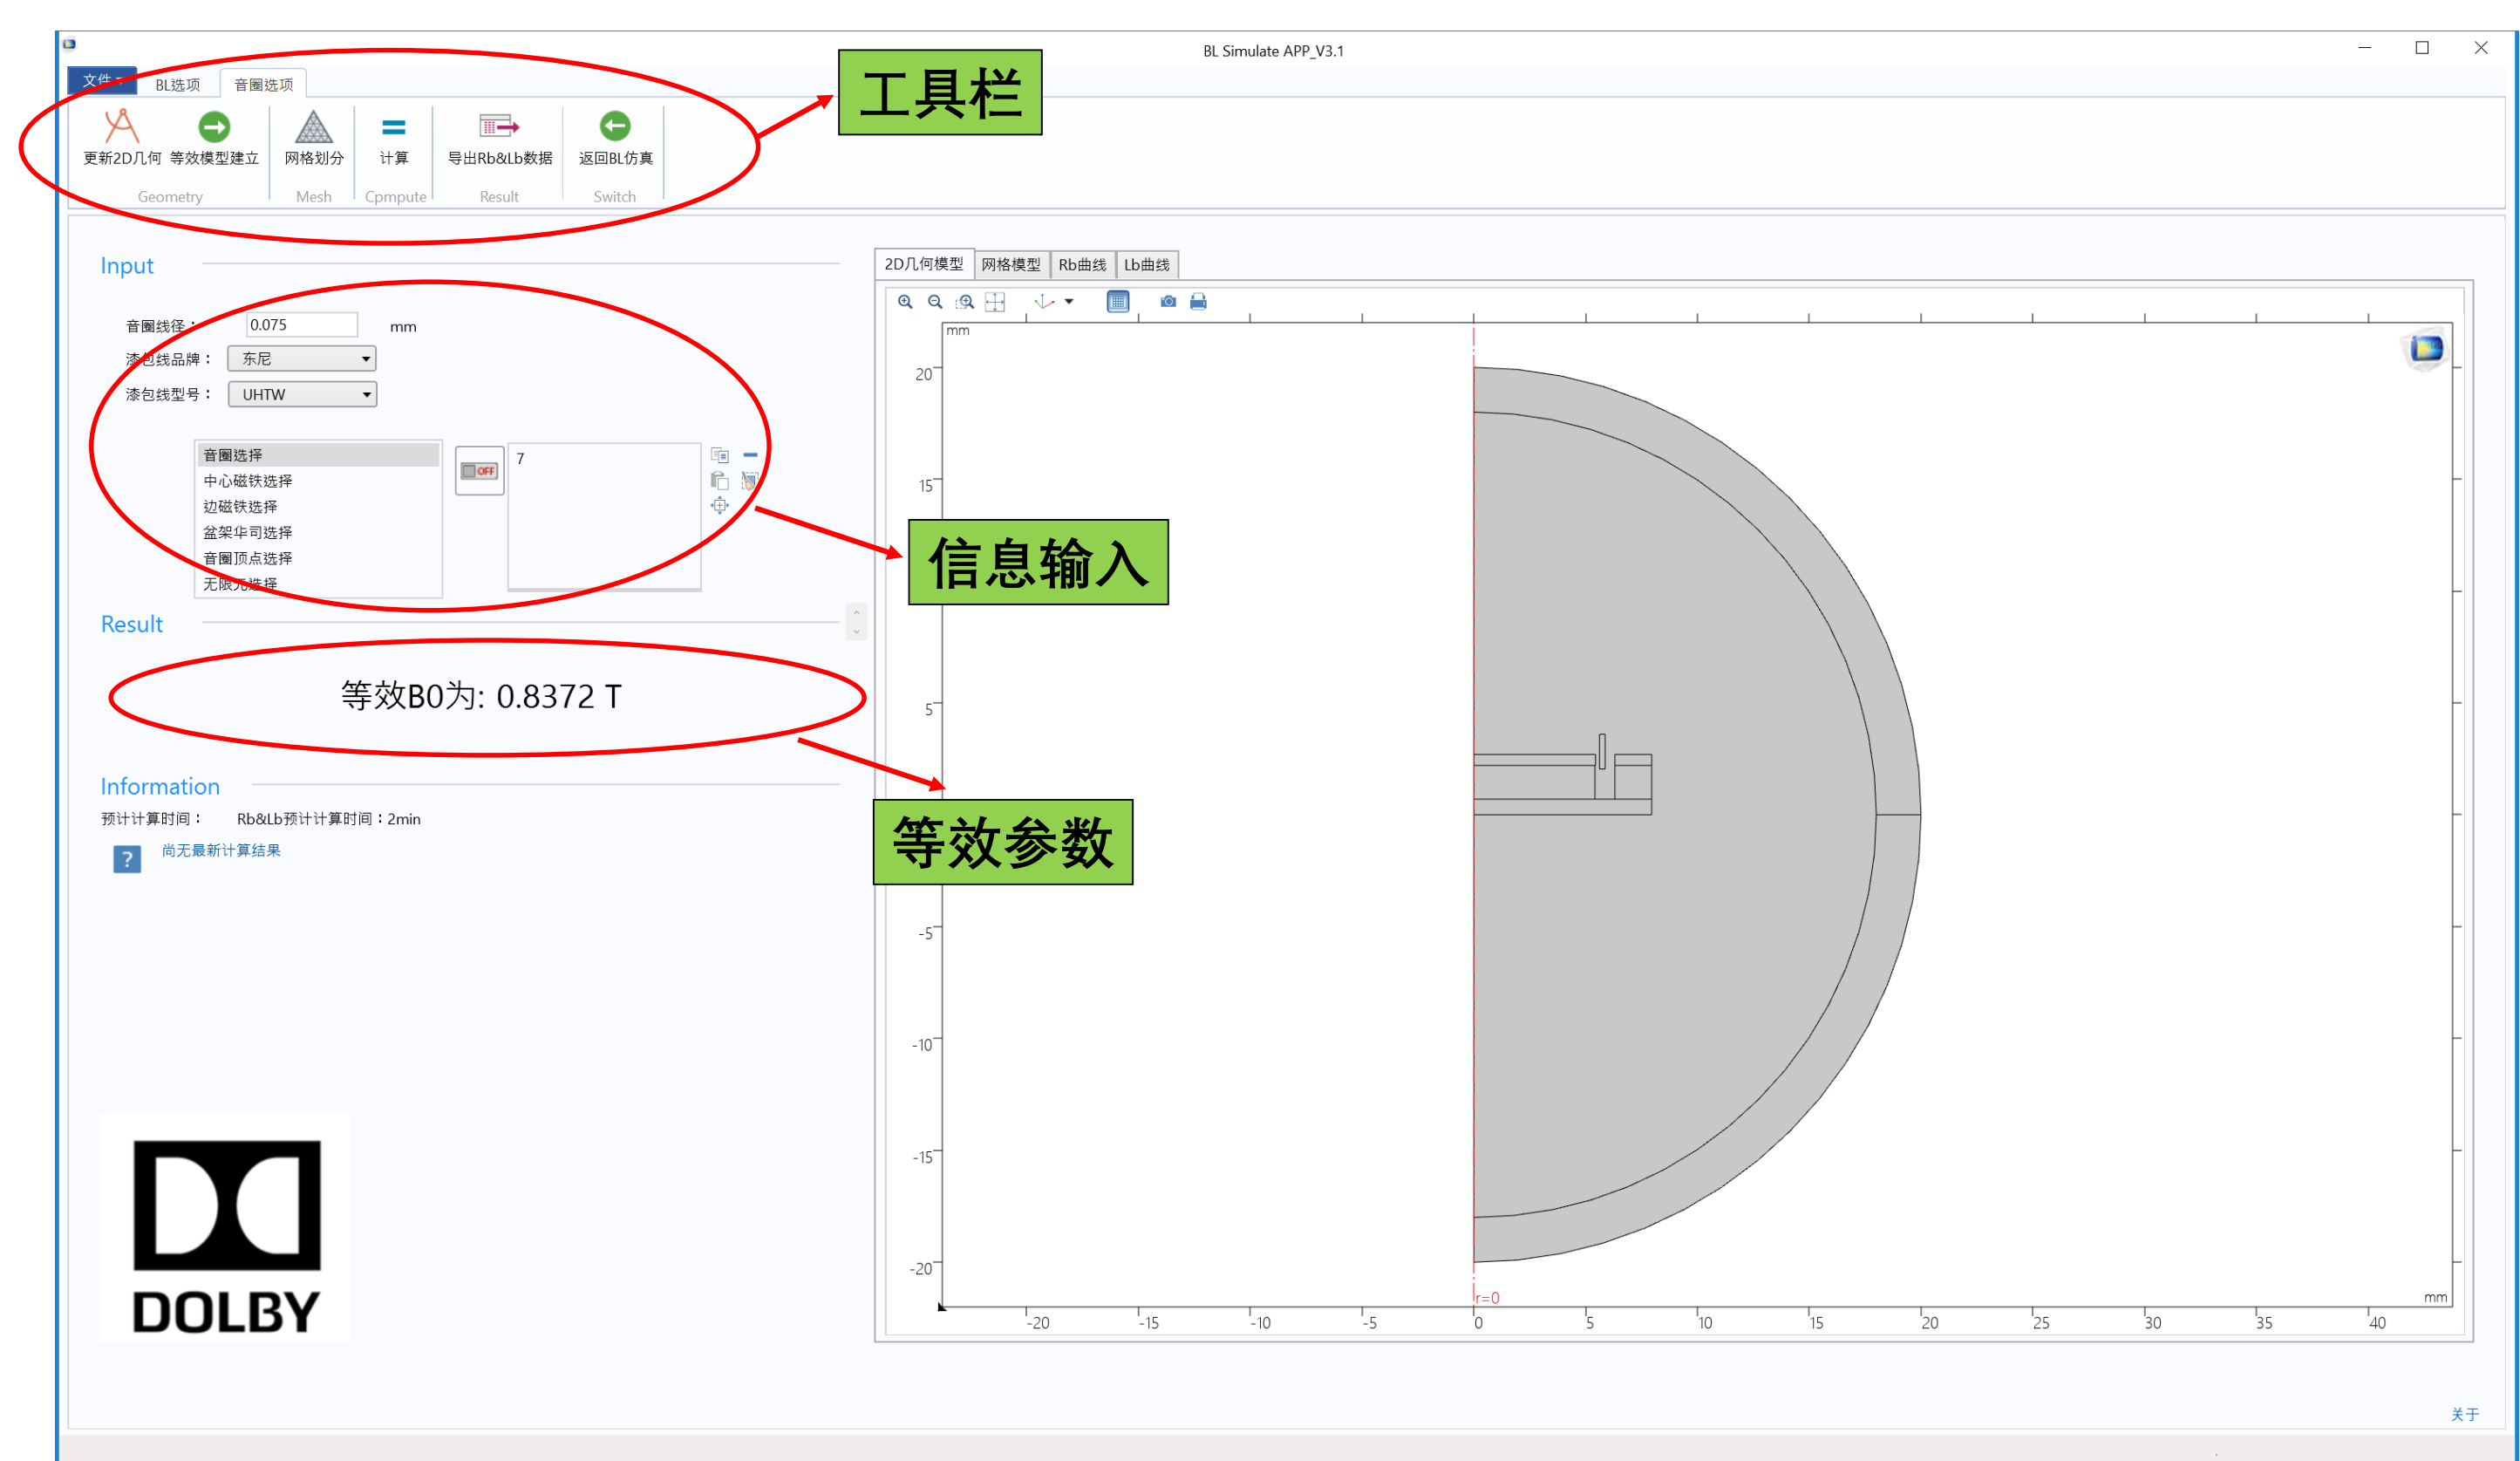 BL Simulate APP_V3.1
文件
BL选项
音圈选项
工具栏
更新2D几何
等效模型建立
网格划分
计算
导出Rb&Lb数据
返回BL仿真
Geometry
Mesh
Cpmpute
Result
Switch
Input
音圈线径：
0.075
mm
漆包线品牌：
东尼
漆包线型号：
UHTW
音圈选择
中心磁铁选择
边磁铁选择
盆架华司选择
音圈顶点选择
无限元选择
OFF
7
信息输入
Result
等效B0为: 0.8372 T
等效参数
Information
预计计算时间：
Rb&Lb预计计算时间：2min
?
尚无最新计算结果
DOLBY
2D几何模型
网格模型
Rb曲线
Lb曲线
mm
20
15
5
-5
-10
-15
-20
r=0
mm
-20
-15
-10
-5
0
5
10
15
20
25
30
35
40
关于